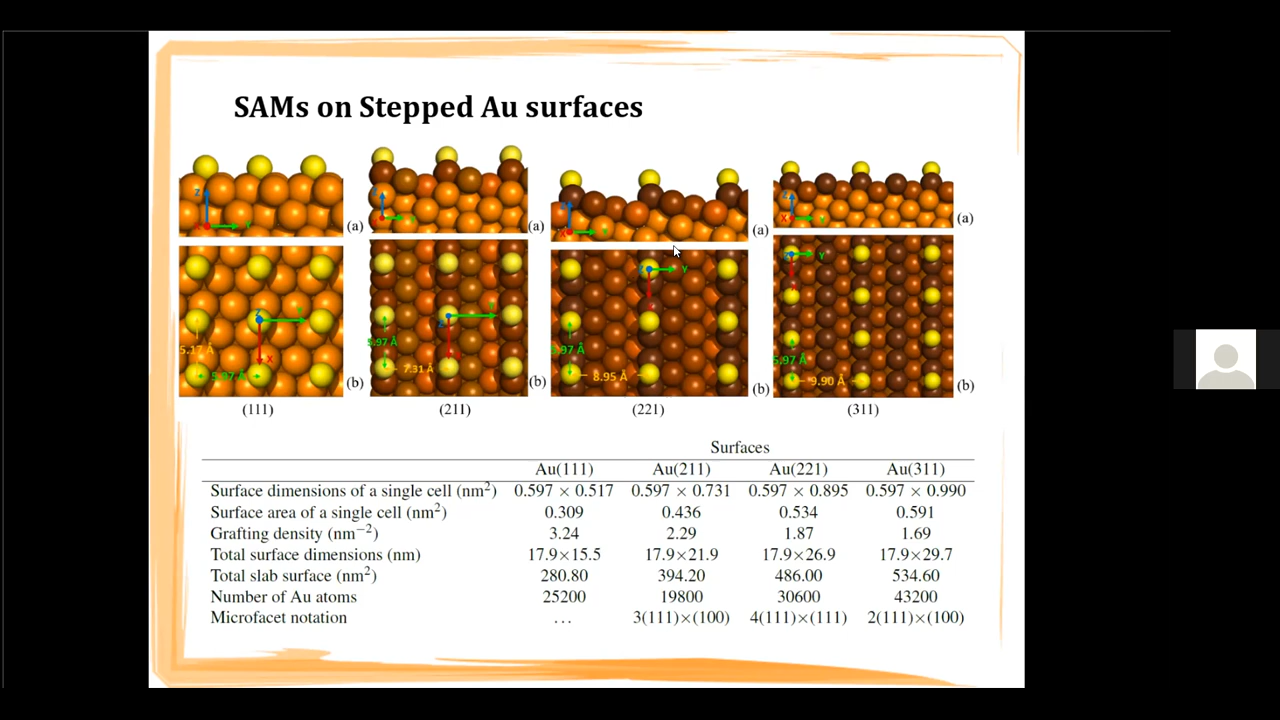 SAMs on Stepped Au surfaces
Z
Y
(a)
(a)
Y
(a)
Y
(a)
Z
X
5.17 Å
5.97 Å
(b)
5.97 Å
7.31 Å
(b)
Y
5.97 Å
8.95 Å
(b)
Y
5.97 Å
9.90 Å
(b)
(111)
(211)
(221)
(311)
Surfaces
Au(111) Au(211) Au(221) Au(311)
Surface dimensions of a single cell (nm²) 0.597 × 0.517 0.597 × 0.731 0.597 × 0.895 0.597 × 0.990
Surface area of a single cell (nm²) 0.309 0.436 0.534 0.591
Grafting density (nm⁻²) 3.24 2.29 1.87 1.69
Total surface dimensions (nm) 17.9×15.5 17.9×21.9 17.9×26.9 17.9×29.7
Total slab surface (nm²) 280.80 394.20 486.00 534.60
Number of Au atoms 25200 19800 30600 43200
Microfacet notation ... 3(111)×(100) 4(111)×(111) 2(111)×(100)